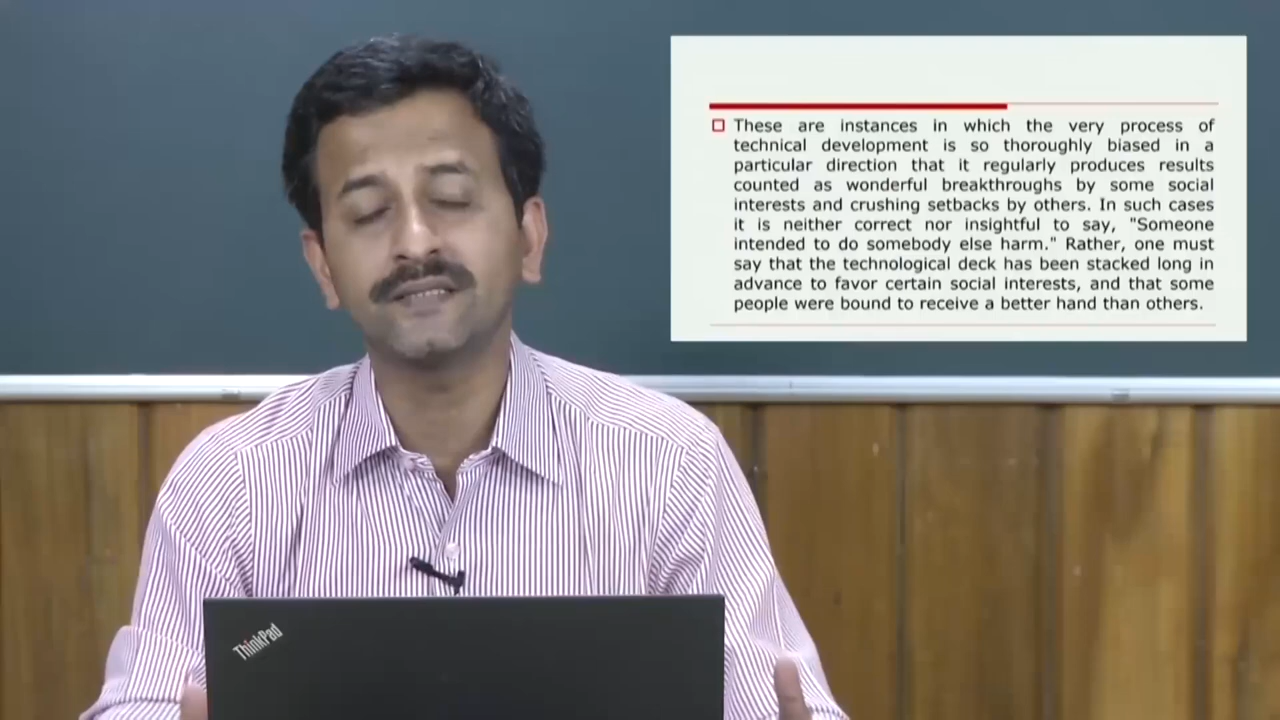 These are instances in which the very process of
technical development is so thoroughly biased in a
particular direction that it regularly produces results
counted as wonderful breakthroughs by some social
interests and crushing setbacks by others. In such cases
it is neither correct nor insightful to say, "Someone
intended to do somebody else harm." Rather, one must
say that the technological deck has been stacked long in
advance to favor certain social interests, and that some
people were bound to receive a better hand than others.
ThinkPad